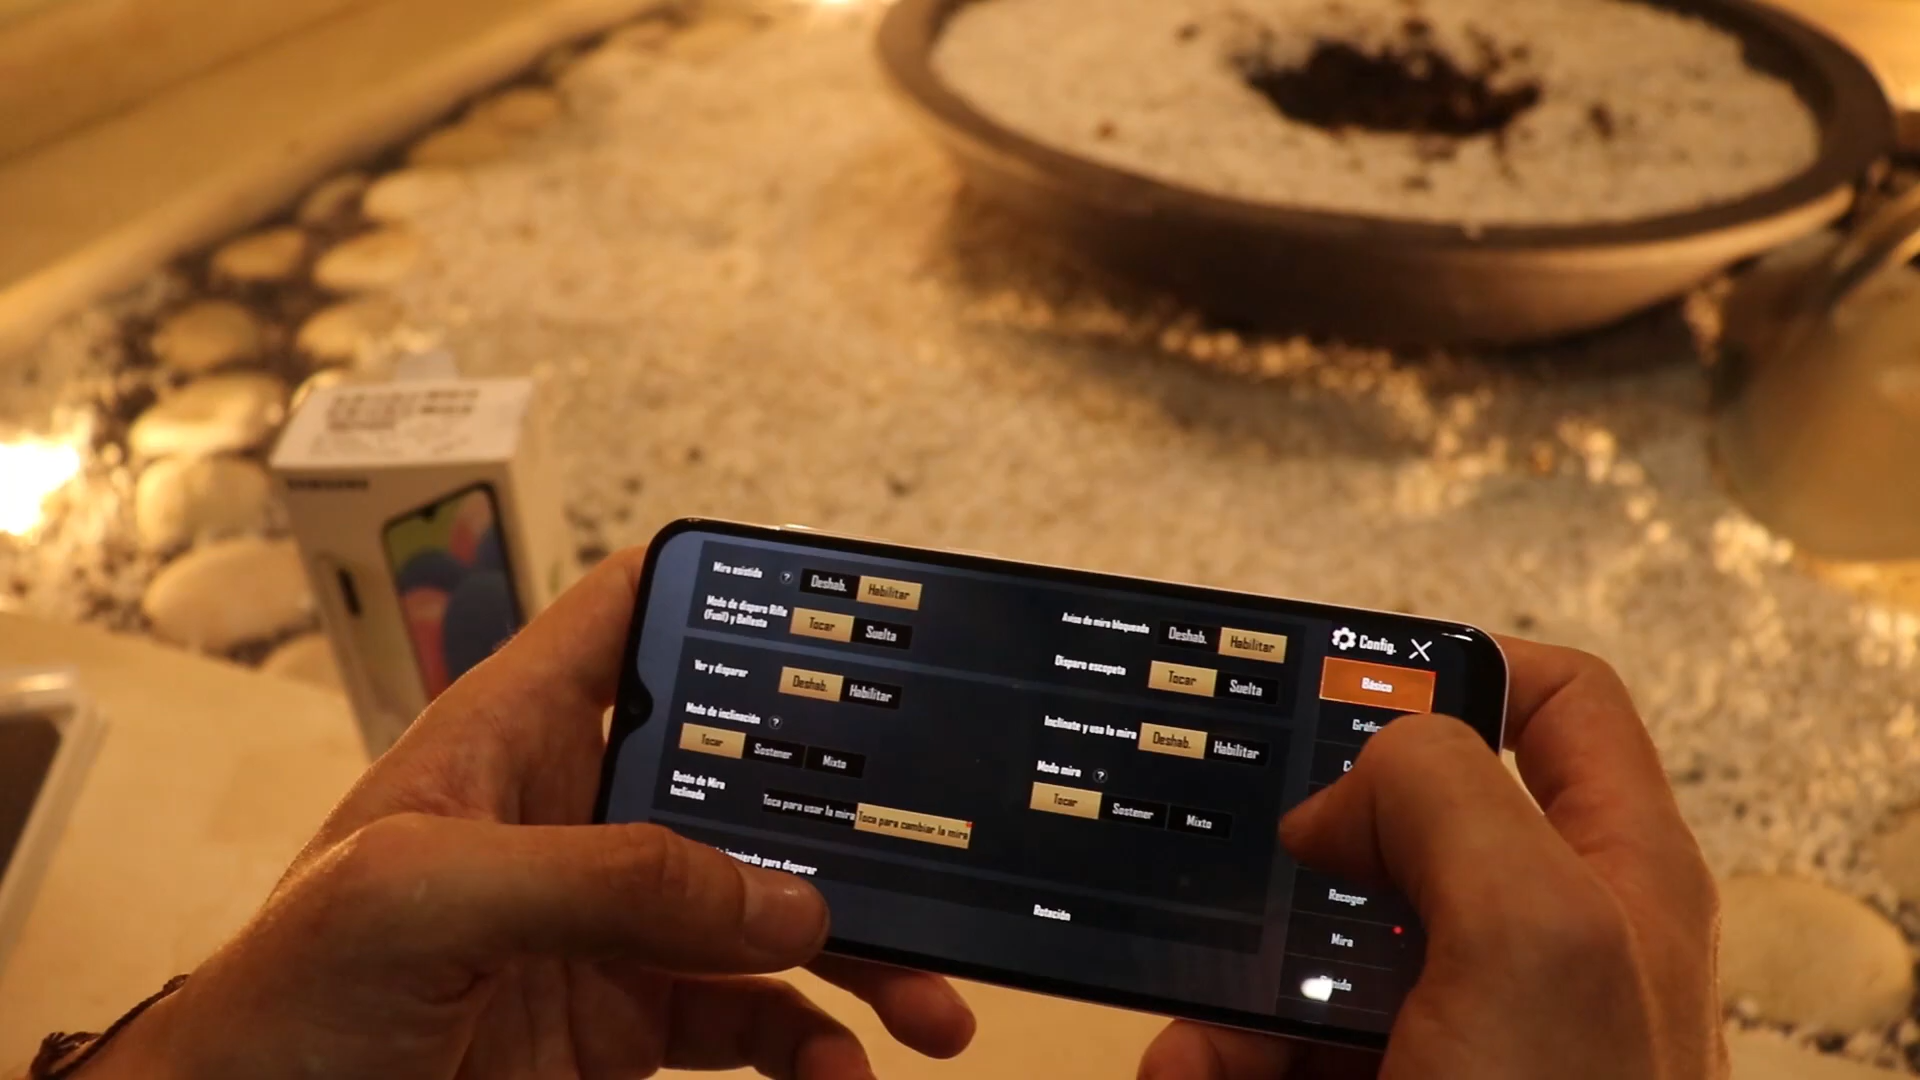 SAMSUNG
Mira asistida ? Deshab. Habilitar
Modo de disparo Rifle
(Fusil) y Ballesta Tocar Suelta
Aviso de mira bloqueada Deshab. Habilitar
Disparo escopeta Tocar Suelta
Ver y disparar Deshab. Habilitar
Modo de inclinación ?
Tocar Sostener Mixto
Inclínate y usa la mira Deshab. Habilitar
Modo mira ?
Tocar Sostener Mixto
Botón de Mira
Inclinada
Toca para usar la mira Toca para cambiar la mira
izquierdo para disparar
Rotación
Config. X
Básico
Recoger
Mira